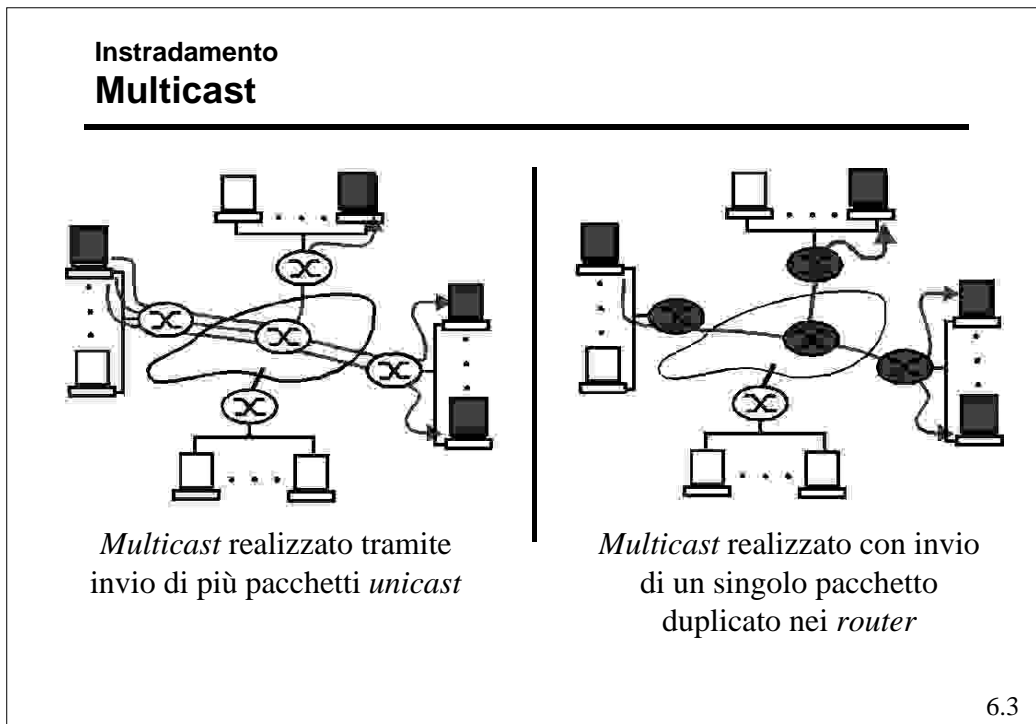 Instradamento
Multicast
Multicast realizzato tramite
invio di più pacchetti unicast
Multicast realizzato con invio
di un singolo pacchetto
duplicato nei router
6.3